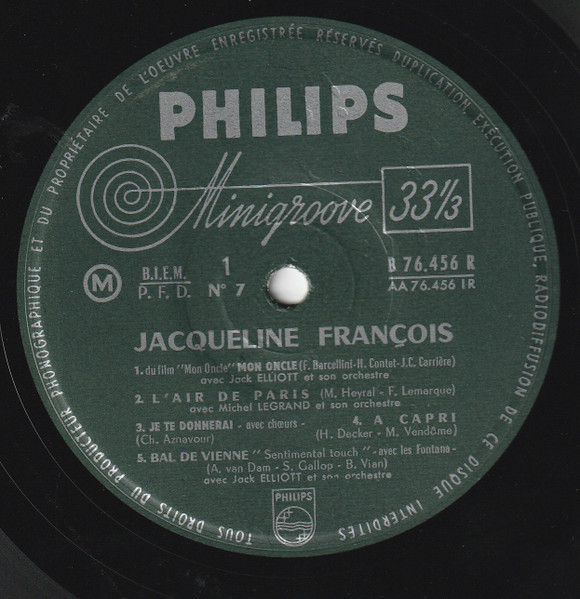 TOUS DROITS DU PRODUCTEUR PHONOGRAPHIQUE ET DU PROPRIÉTAIRE DE L'OEUVRE ENREGISTRÉE RÉSERVÉS DUPLICATION EXÉCUTION PUBLIQUE, RADIODIFFUSION DE CE DISQUE INTERDITES
PHILIPS
Minigroove 33⅓
M B.I.E.M. 1 B 76.456 R
P. F. D. N° 7 AA 76.456 1R
JACQUELINE FRANÇOIS
1. du film "Mon Oncle" MON ONCLE (F. Barcellini-H. Contet-J.C. Carrière)
avec Jack ELLIOTT et son orchestre
2. L'AIR DE PARIS (M. Heyral - F. Lemarque)
avec Michel LEGRAND et son orchestre
3. JE TE DONNERAI - avec chœurs - 4. A CAPRI
(Ch. Aznavour) (H. Decker - M. Vendôme)
5. BAL DE VIENNE "Sentimental touch" - avec les Fontana -
(A. van Dam - S. Gallop - B. Vian)
avec Jack ELLIOTT et son orchestre
PHILIPS